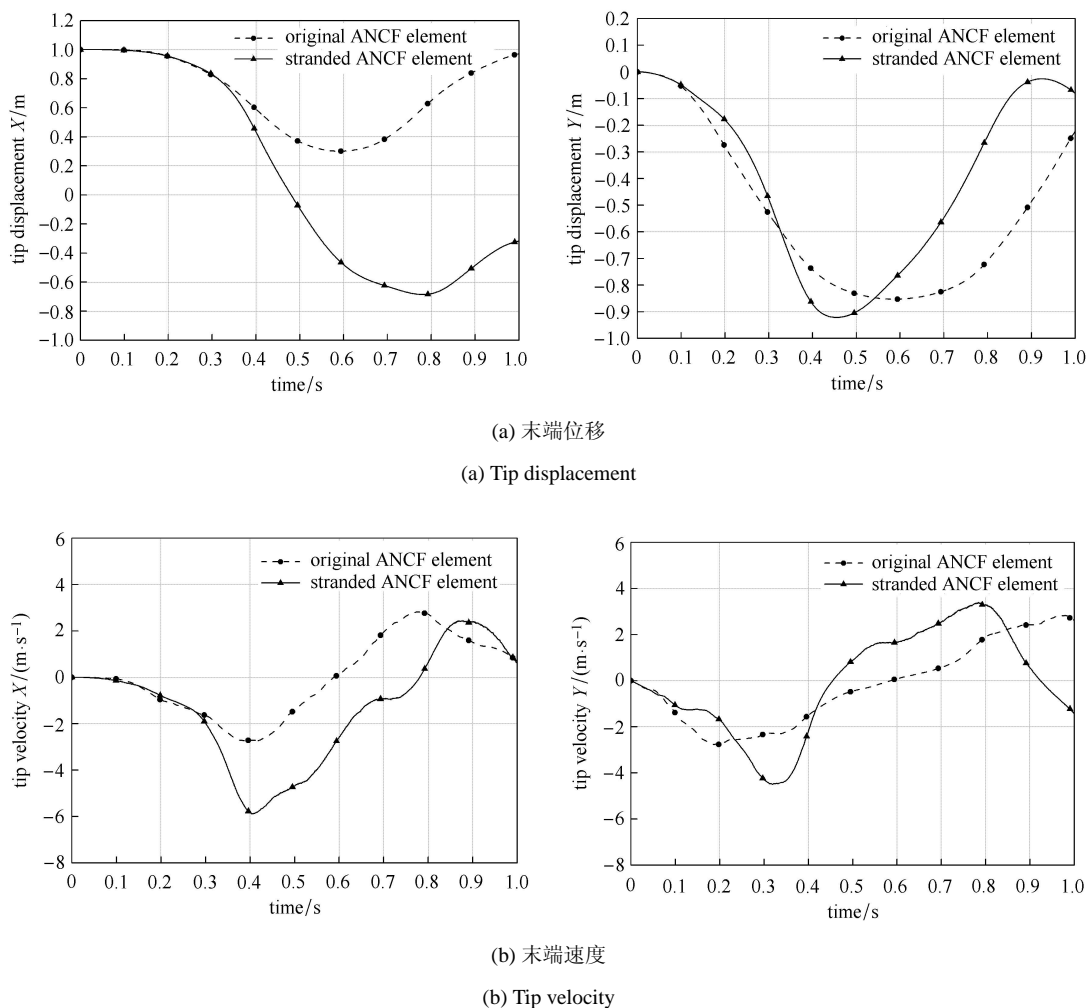 1.2
1.0
0.8
0.6
0.4
0.2
0
−0.2
−0.4
−0.6
−0.8
−1.0
tip displacement X/m
original ANCF element
stranded ANCF element
0 0.1 0.2 0.3 0.4 0.5 0.6 0.7 0.8 0.9 1.0
time/s
0.2
0.1
0
−0.1
−0.2
−0.3
−0.4
−0.5
−0.6
−0.7
−0.8
−0.9
−1.0
tip displacement Y/m
original ANCF element
stranded ANCF element
0 0.1 0.2 0.3 0.4 0.5 0.6 0.7 0.8 0.9 1.0
time/s
(a) 末端位移
(a) Tip displacement
6
4
2
0
−2
−4
−6
−8
tip velocity X/(m·s⁻¹)
original ANCF element
stranded ANCF element
0 0.1 0.2 0.3 0.4 0.5 0.6 0.7 0.8 0.9 1.0
time/s
6
4
2
0
−2
−4
−6
−8
tip velocity Y/(m·s⁻¹)
original ANCF element
stranded ANCF element
0 0.1 0.2 0.3 0.4 0.5 0.6 0.7 0.8 0.9 1.0
time/s
(b) 末端速度
(b) Tip velocity